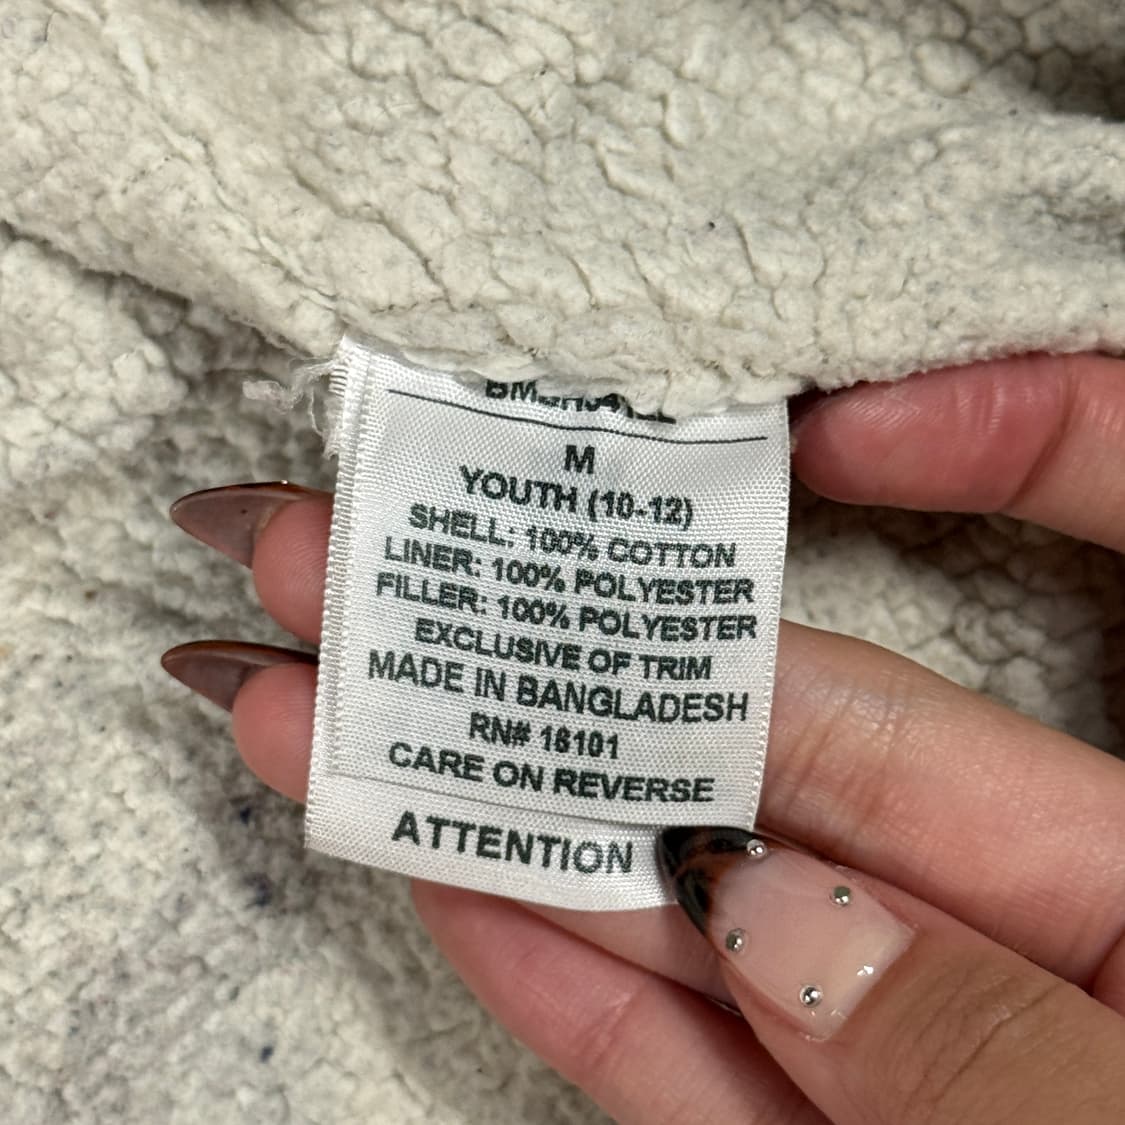 M
YOUTH (10-12)
SHELL: 100% COTTON
LINER: 100% POLYESTER
FILLER: 100% POLYESTER
EXCLUSIVE OF TRIM
MADE IN BANGLADESH
RN# 16101
CARE ON REVERSE
ATTENTION